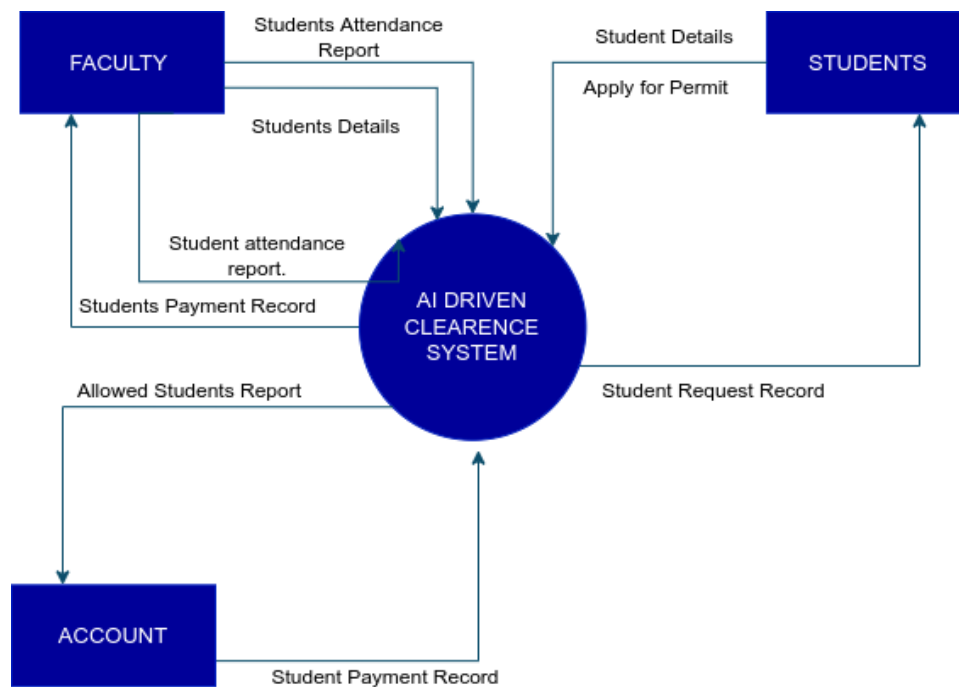 Students Attendance
Report
FACULTY
Student Details
STUDENTS
Apply for Permit
Students Details
Student attendance
report.
Students Payment Record
AI DRIVEN
CLEARENCE
SYSTEM
Allowed Students Report
Student Request Record
ACCOUNT
Student Payment Record